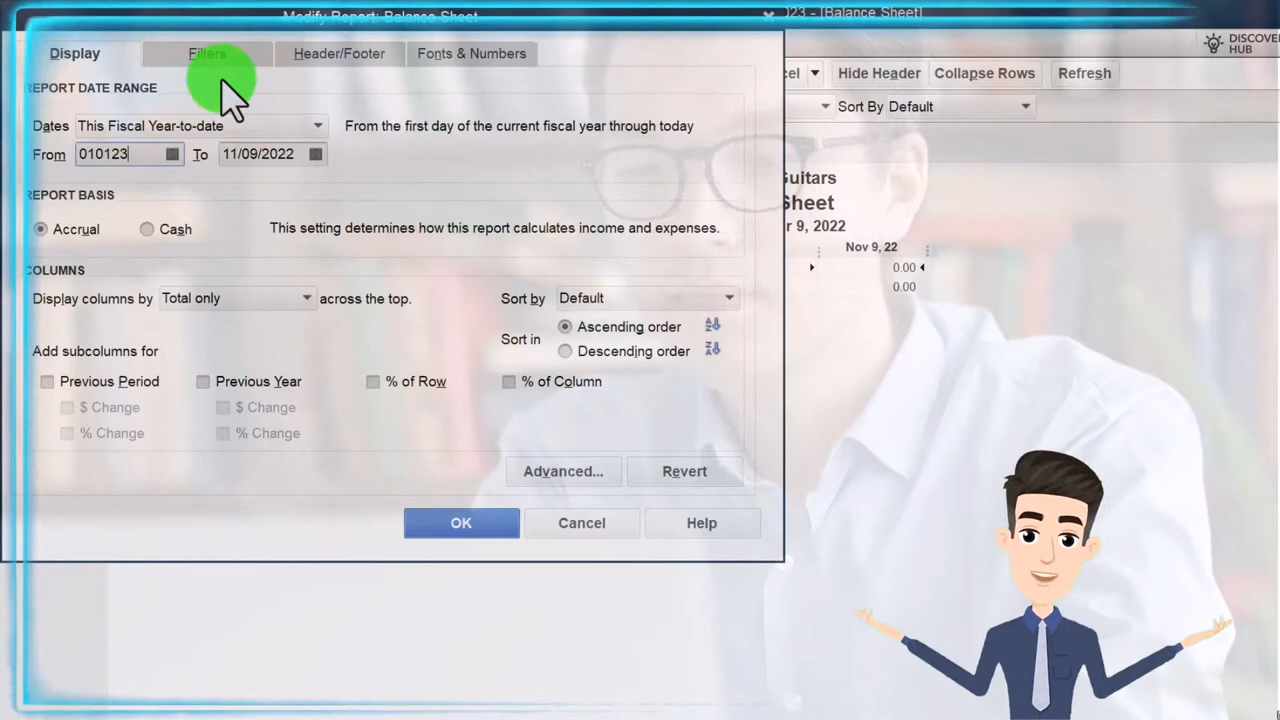 Modify Report: Balance Sheet
023 - [Balance Sheet]
DISCOVER
HUB
Display Filters Header/Footer Fonts & Numbers
cel Hide Header Collapse Rows Refresh
REPORT DATE RANGE
Sort By Default
Dates This Fiscal Year-to-date From the first day of the current fiscal year through today
From 010123 To 11/09/2022
REPORT BASIS
Accrual Cash This setting determines how this report calculates income and expenses.
Guitars
Sheet
r 9, 2022
Nov 9, 22
0.00
0.00
COLUMNS
Display columns by Total only across the top.
Sort by Default
Sort in Ascending order
Descending order
Add subcolumns for
Previous Period Previous Year % of Row % of Column
$ Change $ Change
% Change % Change
Advanced... Revert
OK Cancel Help